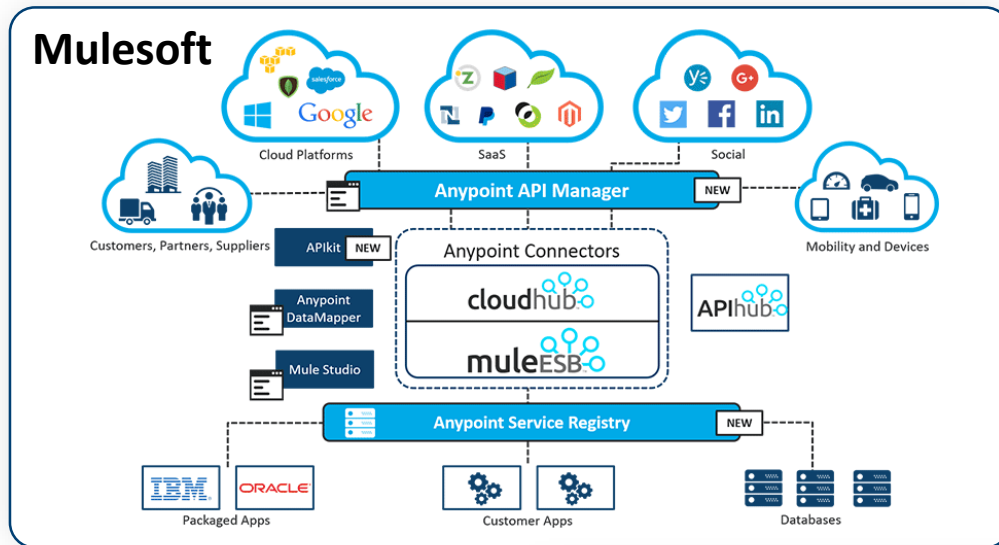 Mulesoft
salesforce
Google
Cloud Platforms
SaaS
Social
Anypoint API Manager
NEW
Customers, Partners, Suppliers
Mobility and Devices
APIkit
NEW
Anypoint Connectors
Anypoint
DataMapper
cloudhub
APIhub
Mule Studio
muleESB
Anypoint Service Registry
NEW
IBM
ORACLE
Packaged Apps
Customer Apps
Databases